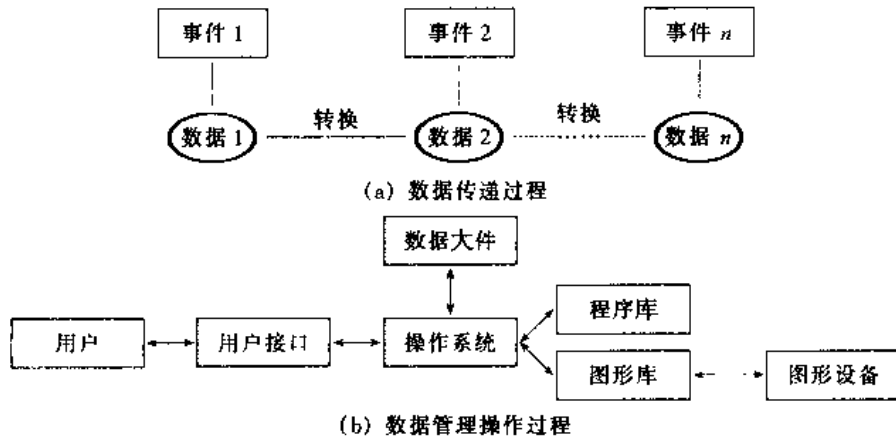 事件 1 事件 2 事件 n
转换 转换
数据 1 数据 2 数据 n
(a) 数据传递过程
数据大件
程序库
用户 用户接口 操作系统
图形库 图形设备
(b) 数据管理操作过程